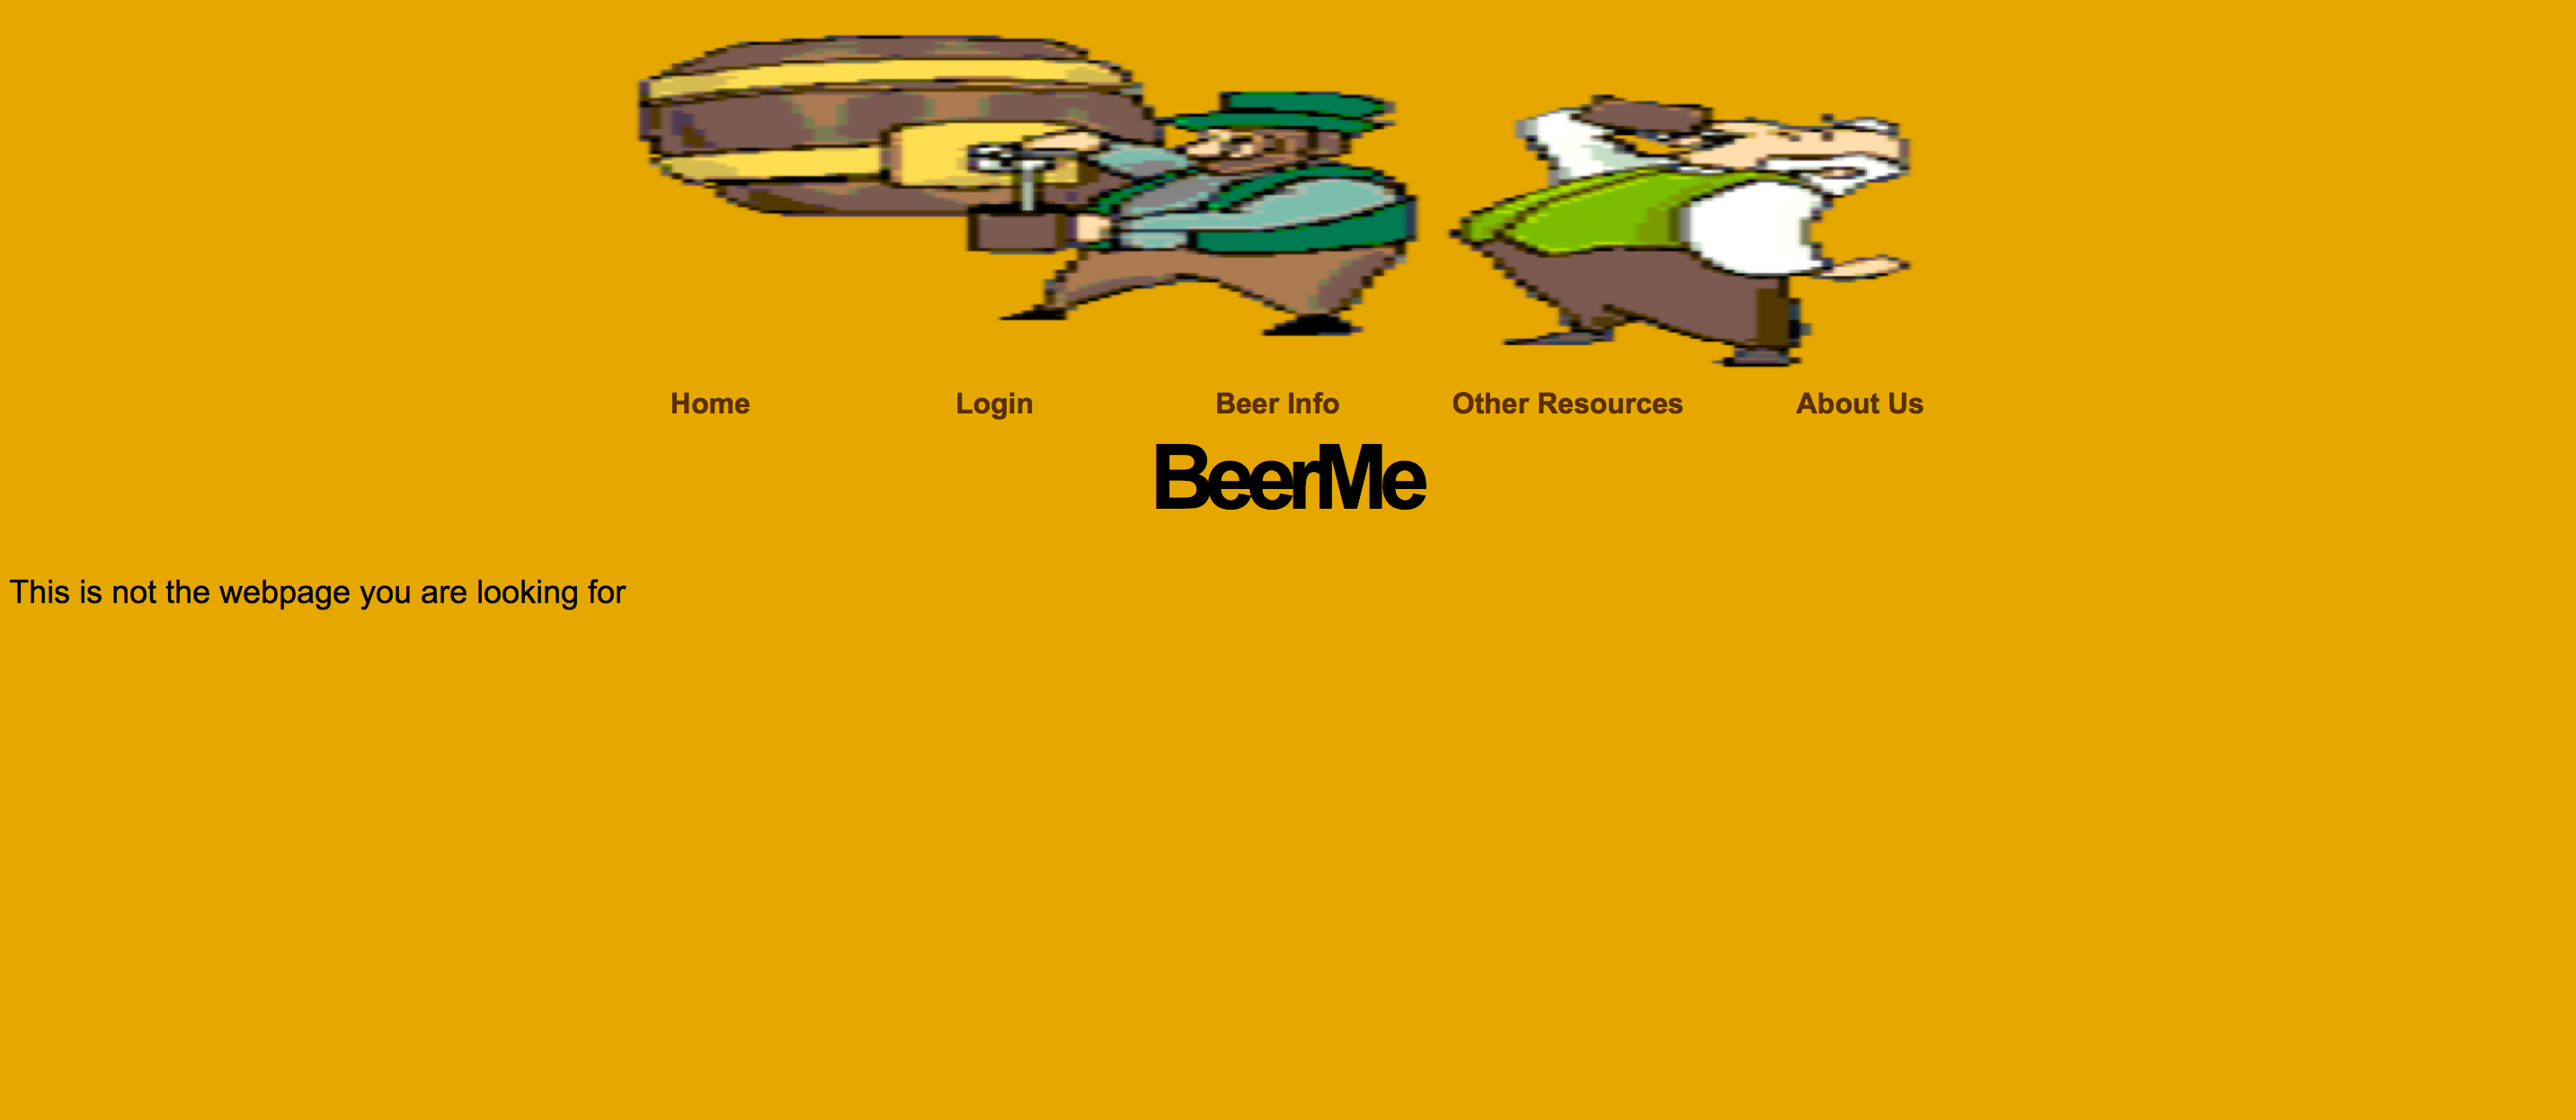 Home Login Beer Info Other Resources About Us
BeerMe
This is not the webpage you are looking for